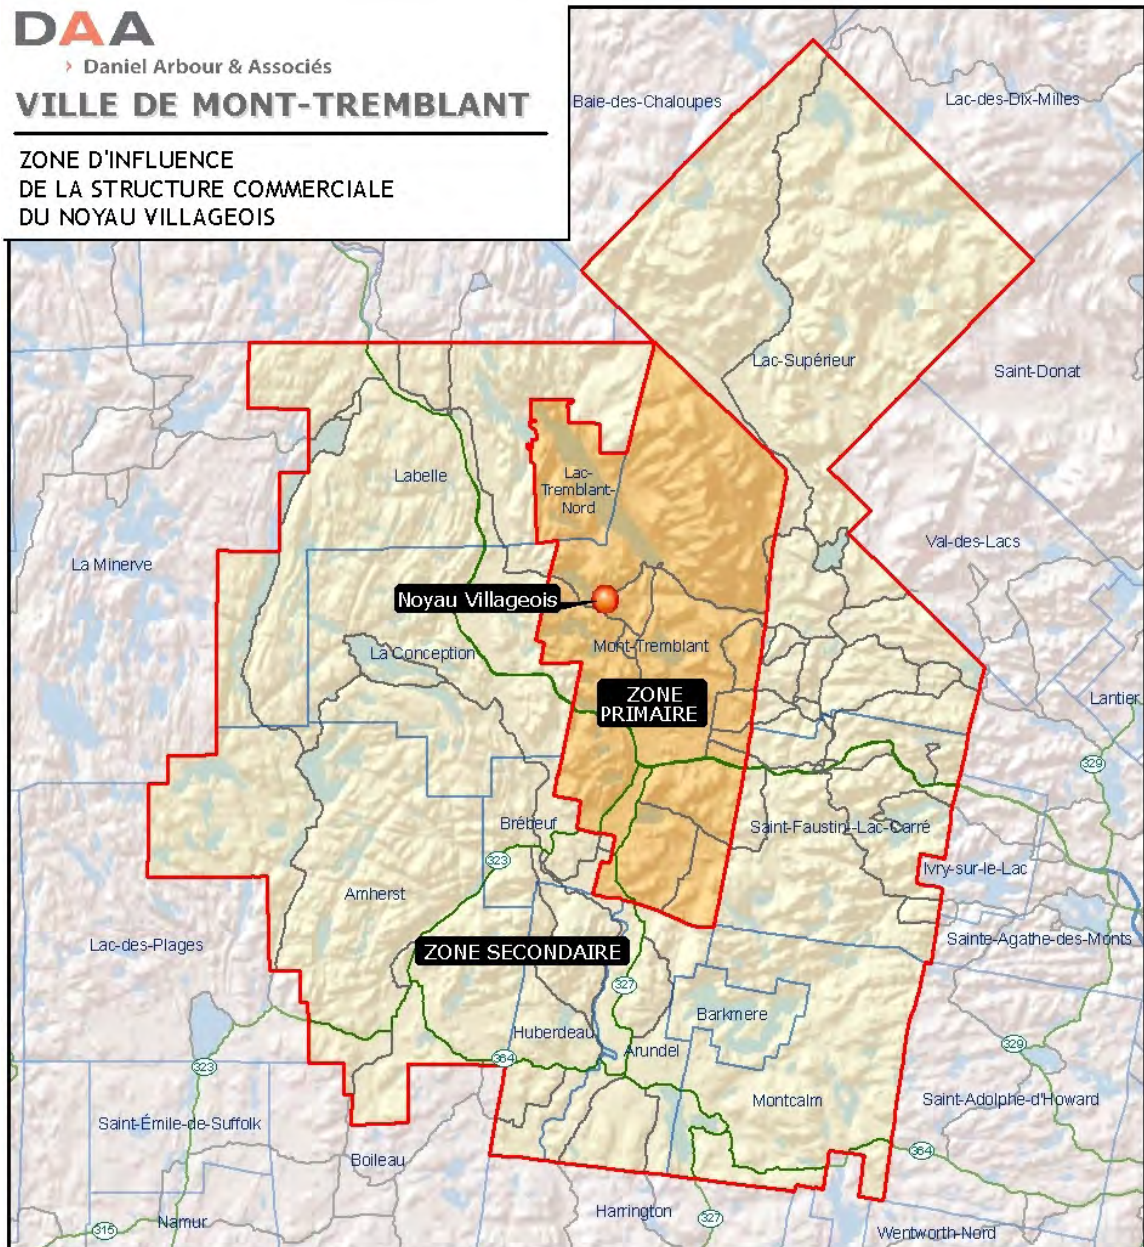 DAA
› Daniel Arbour & Associés
VILLE DE MONT-TREMBLANT
ZONE D'INFLUENCE
DE LA STRUCTURE COMMERCIALE
DU NOYAU VILLAGEOIS
Baie-des-Chaloupes
Lac-des-Dix-Milles
Lac-Supérieur
Saint-Donat
Labelle
Lac-
Tremblant-
Nord
Val-des-Lacs
La Minerve
Noyau Villageois
Mont-Tremblant
La Conception
ZONE
PRIMAIRE
Lantier
329
Brébeuf
Saint-Faustin--Lac-Carré
323
Ivry-sur-le-Lac
Amherst
Lac-des-Plages
ZONE SECONDAIRE
Sainte-Agathe-des-Monts
327
Barkmere
Huberdeau
Arundel
329
364
323
Montcalm
Saint-Adolphe-d'Howard
Saint-Émile-de-Suffolk
Boileau
364
Harrington
327
Namur
315
Wentworth-Nord